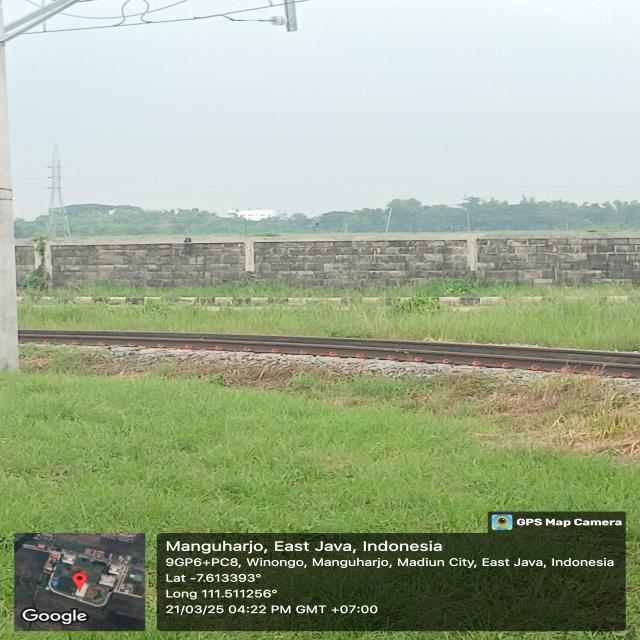 GPS Map Camera
Manguharjo, East Java, Indonesia
9GP6+PC8, Winongo, Manguharjo, Madiun City, East Java, Indonesia
Lat -7.613393°
Long 111.511256°
21/03/25 04:22 PM GMT +07:00
Google